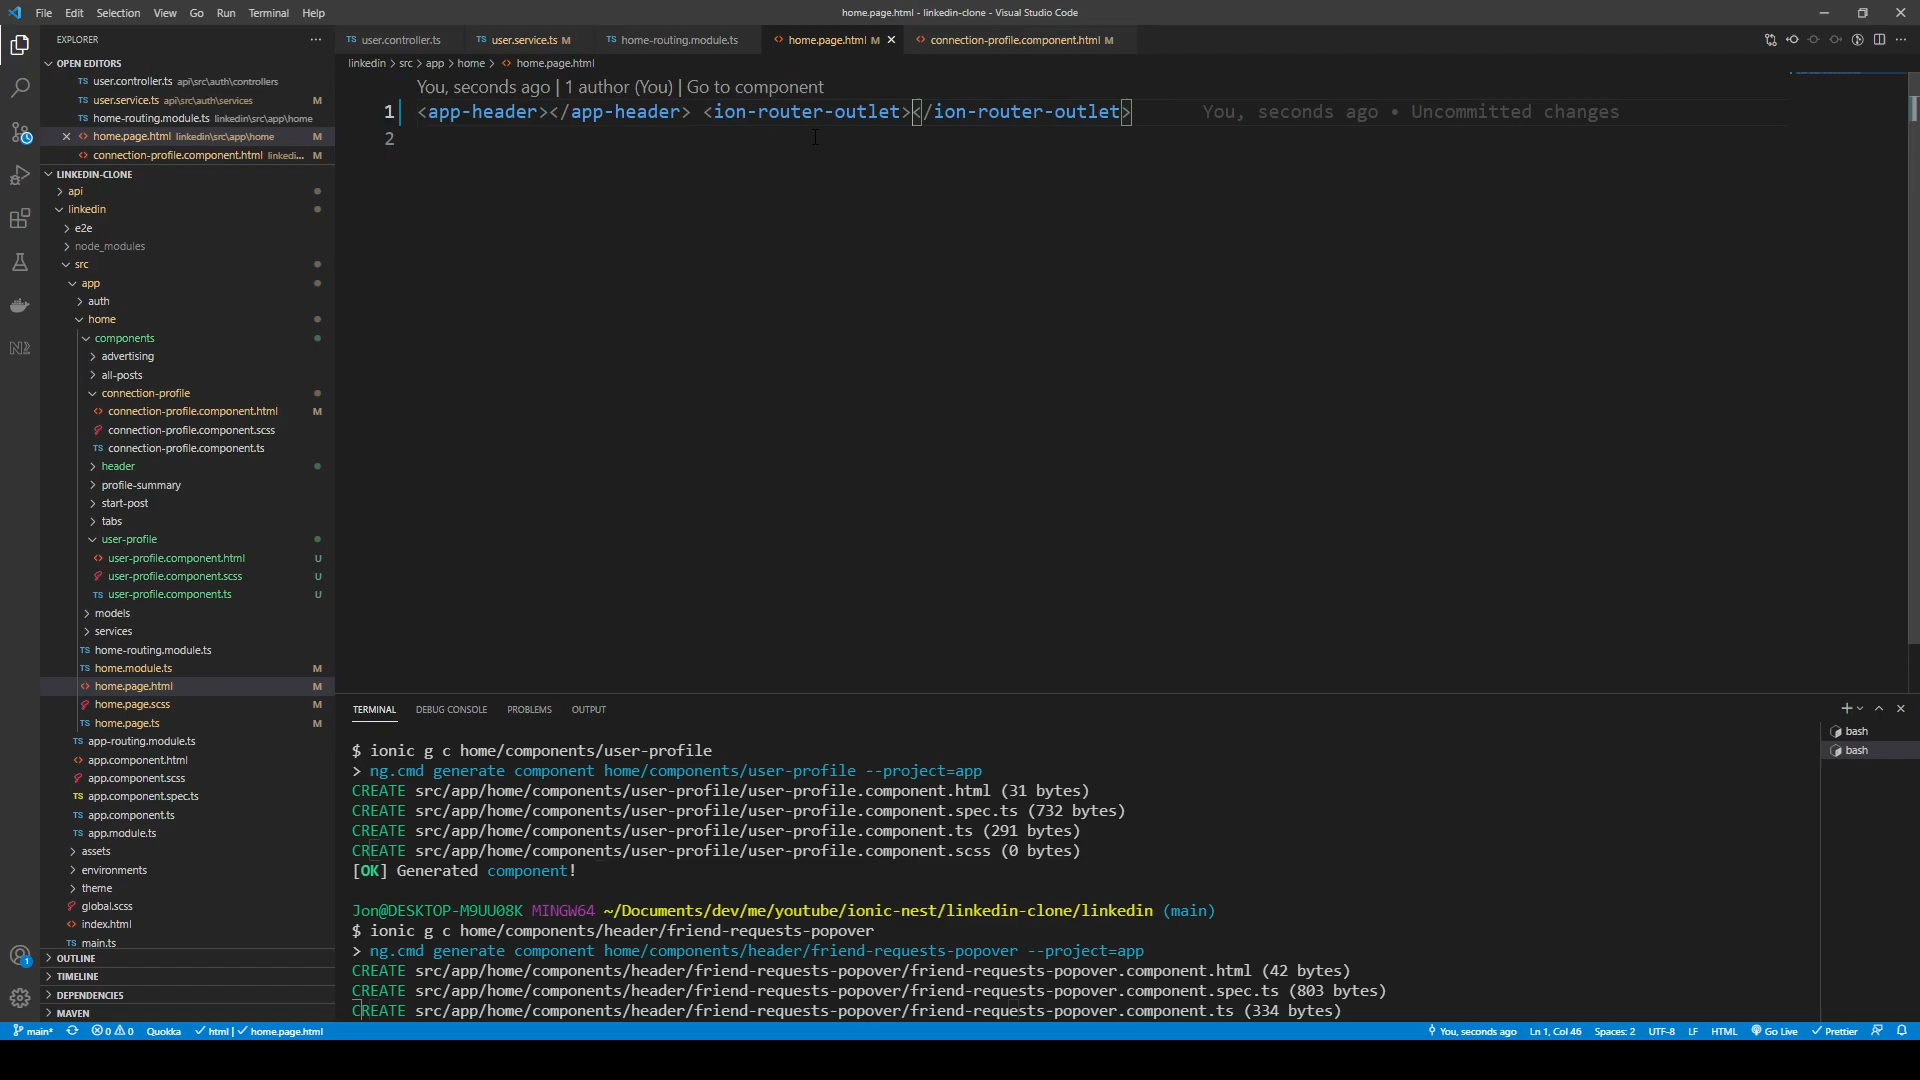 File Edit Selection View Go Run Terminal Help
home.page.html - linkedin-clone - Visual Studio Code
EXPLORER
OPEN EDITORS
TS user.controller.ts api\src\auth\controllers
TS user.service.ts api\src\auth\services M
TS home-routing.module.ts linkedin\src\app\home
home.page.html linkedin\src\app\home M
connection-profile.component.html linkedi... M
LINKEDIN-CLONE
api
linkedin
e2e
node_modules
src
app
auth
home
components
advertising
all-posts
connection-profile
connection-profile.component.html M
connection-profile.component.scss
TS connection-profile.component.ts
header
profile-summary
start-post
tabs
user-profile
user-profile.component.html U
user-profile.component.scss U
TS user-profile.component.ts U
models
services
TS home-routing.module.ts
TS home.module.ts M
home.page.html M
home.page.scss M
TS home.page.ts M
TS app-routing.module.ts
app.component.html
app.component.scss
TS app.component.spec.ts
TS app.component.ts
TS app.module.ts
assets
environments
theme
global.scss
index.html
TS main.ts
OUTLINE
TIMELINE
DEPENDENCIES
MAVEN
TS user.controller.ts TS user.service.ts M TS home-routing.module.ts home.page.html M connection-profile.component.html M
linkedin > src > app > home > home.page.html
You, seconds ago | 1 author (You) | Go to component
1 <app-header></app-header> <ion-router-outlet></ion-router-outlet> You, seconds ago • Uncommitted changes
2
TERMINAL DEBUG CONSOLE PROBLEMS OUTPUT
bash
bash
$ ionic g c home/components/user-profile
> ng.cmd generate component home/components/user-profile --project=app
CREATE src/app/home/components/user-profile/user-profile.component.html (31 bytes)
CREATE src/app/home/components/user-profile/user-profile.component.spec.ts (732 bytes)
CREATE src/app/home/components/user-profile/user-profile.component.ts (291 bytes)
CREATE src/app/home/components/user-profile/user-profile.component.scss (0 bytes)
[OK] Generated component!
Jon@DESKTOP-M9UU08K MINGW64 ~/Documents/dev/me/youtube/ionic-nest/linkedin-clone/linkedin (main)
$ ionic g c home/components/header/friend-requests-popover
> ng.cmd generate component home/components/header/friend-requests-popover --project=app
CREATE src/app/home/components/header/friend-requests-popover/friend-requests-popover.component.html (42 bytes)
CREATE src/app/home/components/header/friend-requests-popover/friend-requests-popover.component.spec.ts (803 bytes)
CREATE src/app/home/components/header/friend-requests-popover/friend-requests-popover.component.ts (334 bytes)
main* 0 0 Quokka html | home.page.html You, seconds ago Ln 1, Col 46 Spaces: 2 UTF-8 LF HTML Go Live Prettier